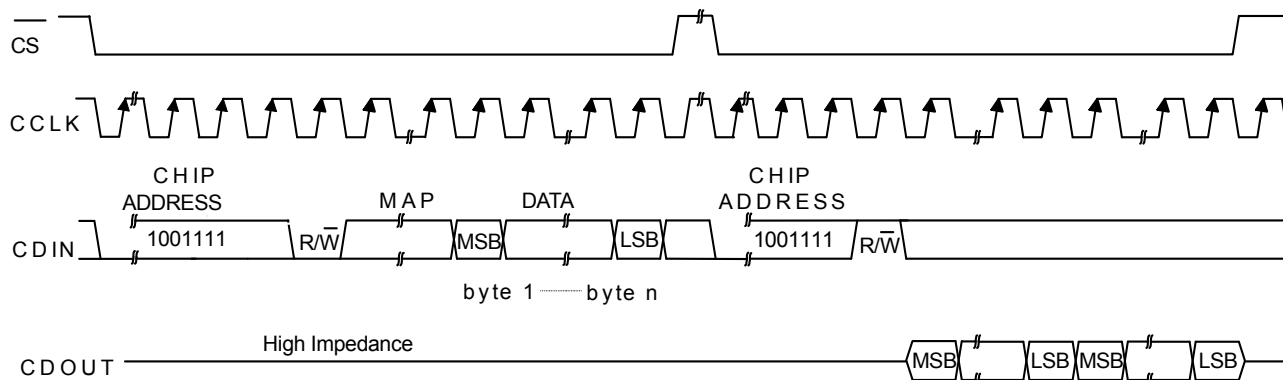 C̅S̅
CCLK
CHIP
ADDRESS
MAP
DATA
CHIP
ADDRESS
CDIN
1001111
R/W̅
MSB
LSB
1001111
R/W̅
byte 1 byte n
High Impedance
CDOUT
MSB
LSB
MSB
LSB